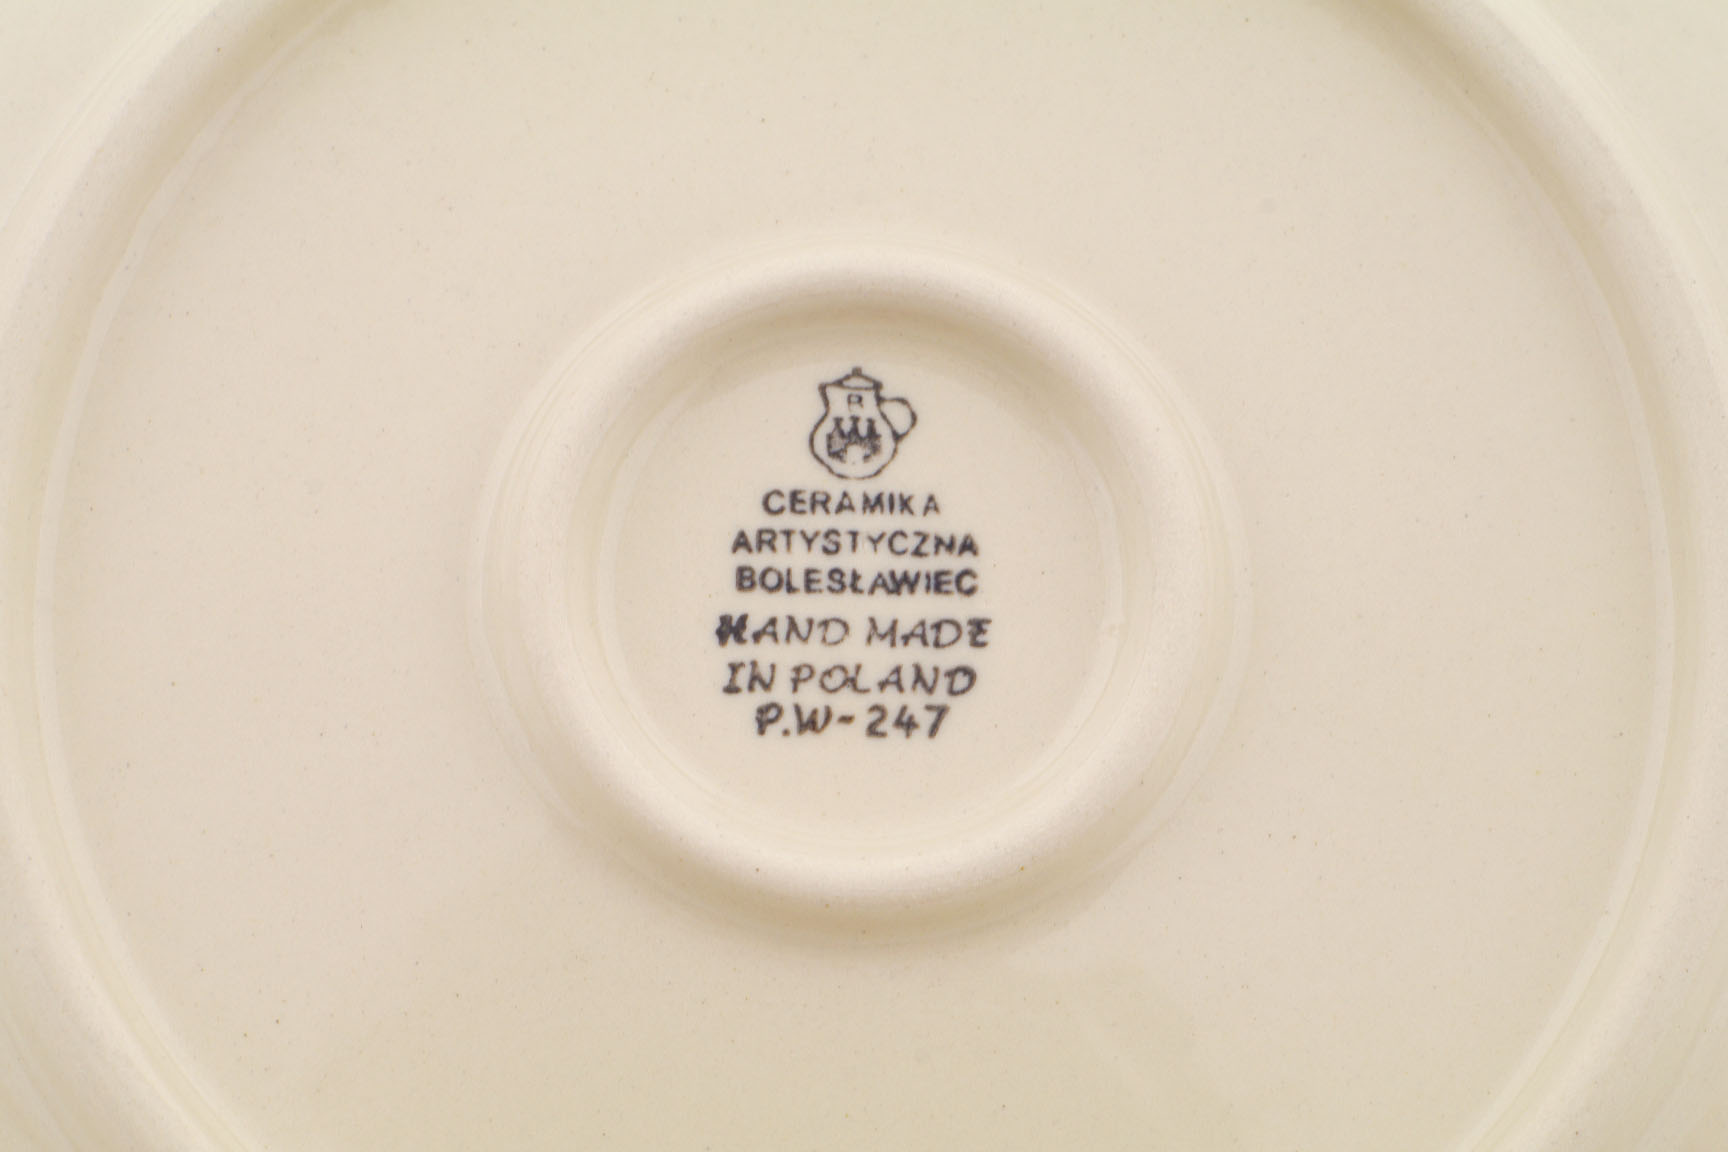 R
CERAMIKA
ARTYSTYCZNA
BOLESŁAWIEC
HAND MADE
IN POLAND
P.W-247